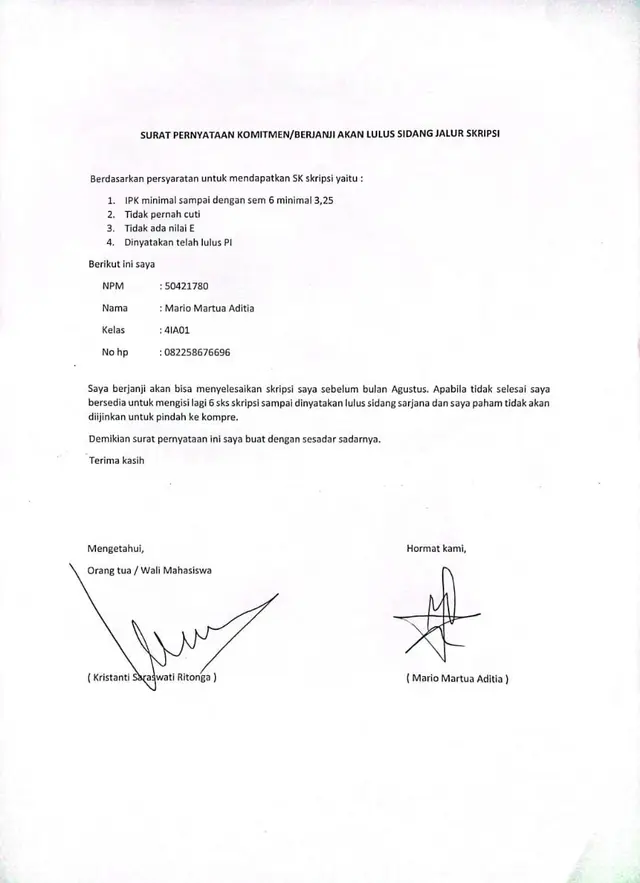 SURAT PERNYATAAN KOMITMEN/BERJANJI AKAN LULUS SIDANG JALUR SKRIPSI
Berdasarkan persyaratan untuk mendapatkan SK skripsi yaitu :
1. IPK minimal sampai dengan sem 6 minimal 3,25
2. Tidak pernah cuti
3. Tidak ada nilai E
4. Dinyatakan telah lulus PI
Berikut ini saya
NPM : 50421780
Nama : Mario Martua Aditia
Kelas : 4IA01
No hp : 082258676696
Saya berjanji akan bisa menyelesaikan skripsi saya sebelum bulan Agustus. Apabila tidak selesai saya
bersedia untuk mengisi lagi 6 sks skripsi sampai dinyatakan lulus sidang sarjana dan saya paham tidak akan
diijinkan untuk pindah ke kompre.
Demikian surat pernyataan ini saya buat dengan sesadar sadarnya.
Terima kasih
Mengetahui,
Orang tua / Wali Mahasiswa
( Kristanti Saraswati Ritonga )
Hormat kami,
( Mario Martua Aditia )